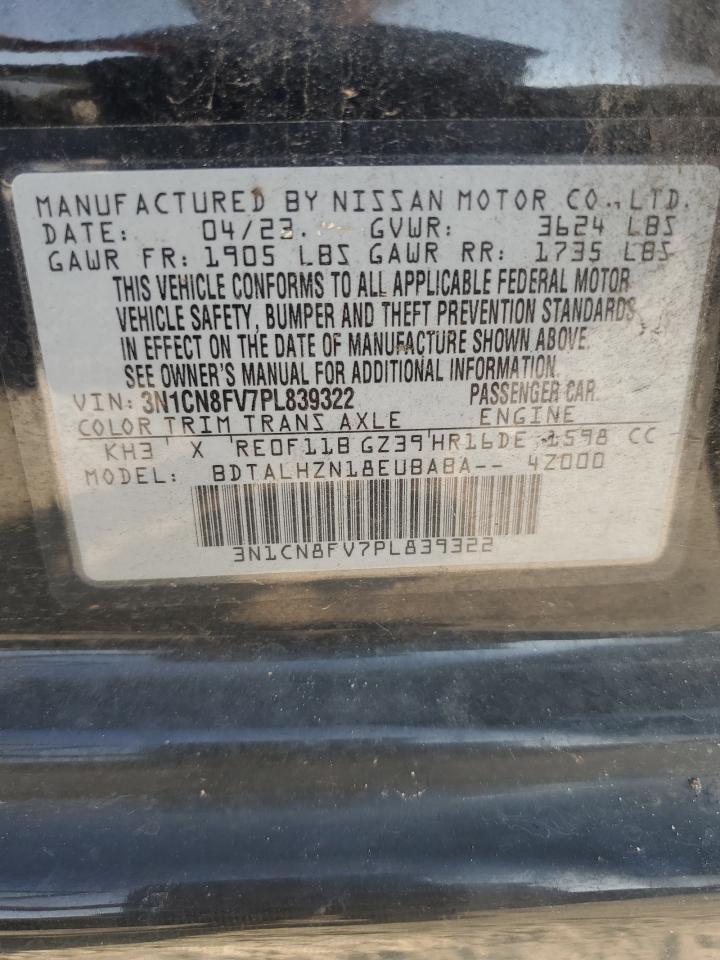 MANUFACTURED BY NISSAN MOTOR CO., LTD.
DATE: 04/23 GVWR: 3624 LBS
GAWR FR: 1905 LBS GAWR RR: 1735 LBS
THIS VEHICLE CONFORMS TO ALL APPLICABLE FEDERAL MOTOR
VEHICLE SAFETY, BUMPER AND THEFT PREVENTION STANDARDS
IN EFFECT ON THE DATE OF MANUFACTURE SHOWN ABOVE.
SEE OWNER'S MANUAL FOR ADDITIONAL INFORMATION.
VIN: 3N1CN8FV7PL839322 PASSENGER CAR
COLOR TRIM TRANS AXLE ENGINE
KH3 X RE0F11B GZ39 HR16DE 1598 CC
MODEL: BDTALHZN18EUBABA-- 4Z000
3N1CN8FV7PL839322